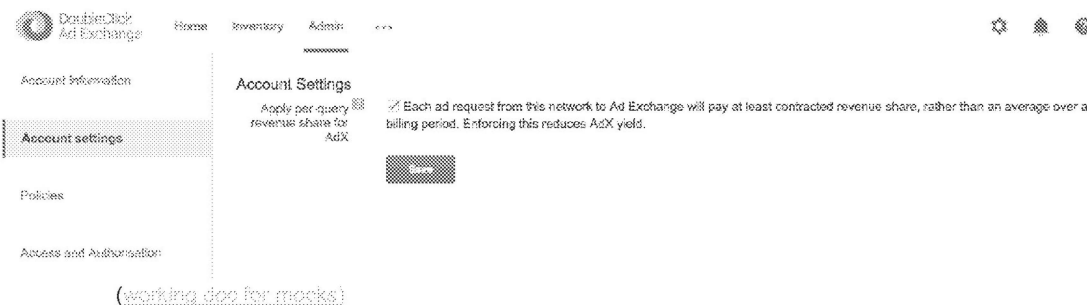 DoubleClick
Ad Exchange
Home Inventory Admin ...
Account Information
Account settings
Policies
Access and Authorisation
Account Settings
Apply per-query
revenue share for
AdX
Each ad request from this network to Ad Exchange will pay at least contracted revenue share, rather than an average over a
billing period. Enforcing this reduces AdX yield.
Save
(working doc for mocks)